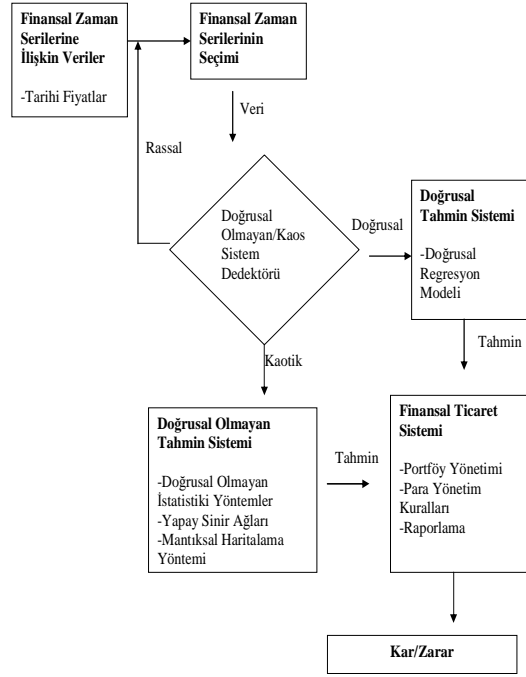 Finansal Zaman
Serilerine
İlişkin Veriler
-Tarihi Fiyatlar
Finansal Zaman
Serilerinin
Seçimi
Veri
Rassal
Doğrusal
Olmayan/Kaos
Sistem
Dedektörü
Doğrusal
Doğrusal
Tahmin Sistemi
-Doğrusal
Regresyon
Modeli
Tahmin
Kaotik
Doğrusal Olmayan
Tahmin Sistemi
-Doğrusal Olmayan
İstatistiki Yöntemler
-Yapay Sinir Ağları
-Mantıksal Haritalama
Yöntemi
Tahmin
Finansal Ticaret
Sistemi
-Portföy Yönetimi
-Para Yönetim
Kuralları
-Raporlama
Kar/Zarar